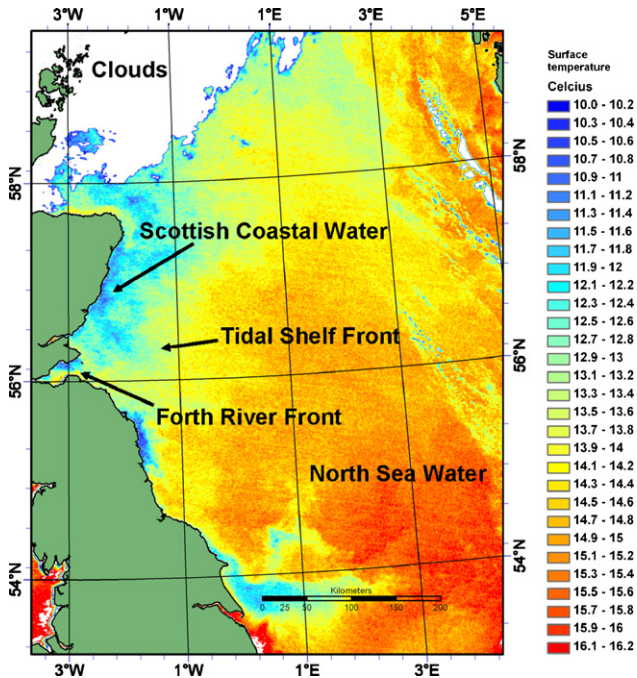 3°W 1°W 1°E 3°E 5°E
Clouds
58°N
58°N
Scottish Coastal Water
Tidal Shelf Front
56°N
56°N
Forth River Front
North Sea Water
54°N
54°N
Kilometers
0 25 50 100 150 200
3°W 1°W 1°E 3°E
Surface
temperature
Celcius
10.0 - 10.2
10.3 - 10.4
10.5 - 10.6
10.7 - 10.8
10.9 - 11
11.1 - 11.2
11.3 - 11.4
11.5 - 11.6
11.7 - 11.8
11.9 - 12
12.1 - 12.2
12.3 - 12.4
12.5 - 12.6
12.7 - 12.8
12.9 - 13
13.1 - 13.2
13.3 - 13.4
13.5 - 13.6
13.7 - 13.8
13.9 - 14
14.1 - 14.2
14.3 - 14.4
14.5 - 14.6
14.7 - 14.8
14.9 - 15
15.1 - 15.2
15.3 - 15.4
15.5 - 15.6
15.7 - 15.8
15.9 - 16
16.1 - 16.2